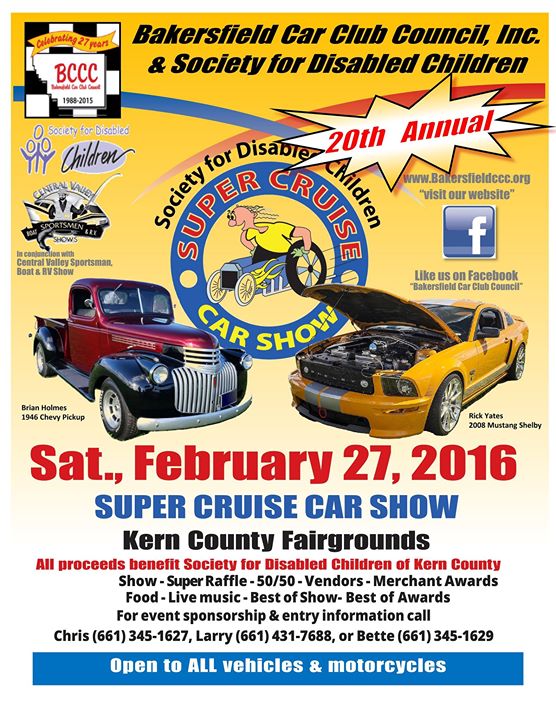 Bakersfield Car Club Council, Inc.
& Society for Disabled Children
Celebrating 27 years
BCCC
Bakersfield Car Club Council
1988-2015
20th Annual
Society for Disabled
Children
Society for Disabled Children
SUPER CRUISE
CAR SHOW
www.Bakersfieldccc.org
"visit our website"
f
CENTRAL VALLEY
SPORTSMEN
BOAT & R.V.
SHOWS
In conjunction with
Central Valley Sportsman,
Boat & RV Show
Like us on Facebook
"Bakersfield Car Club Council"
Brian Holmes
1946 Chevy Pickup
Rick Yates
2008 Mustang Shelby
Sat., February 27, 2016
SUPER CRUISE CAR SHOW
Kern County Fairgrounds
All proceeds benefit Society for Disabled Children of Kern County
Show - Super Raffle - 50/50 - Vendors - Merchant Awards
Food - Live music - Best of Show- Best of Awards
For event sponsorship & entry information call
Chris (661) 345-1627, Larry (661) 431-7688, or Bette (661) 345-1629
Open to ALL vehicles & motorcycles